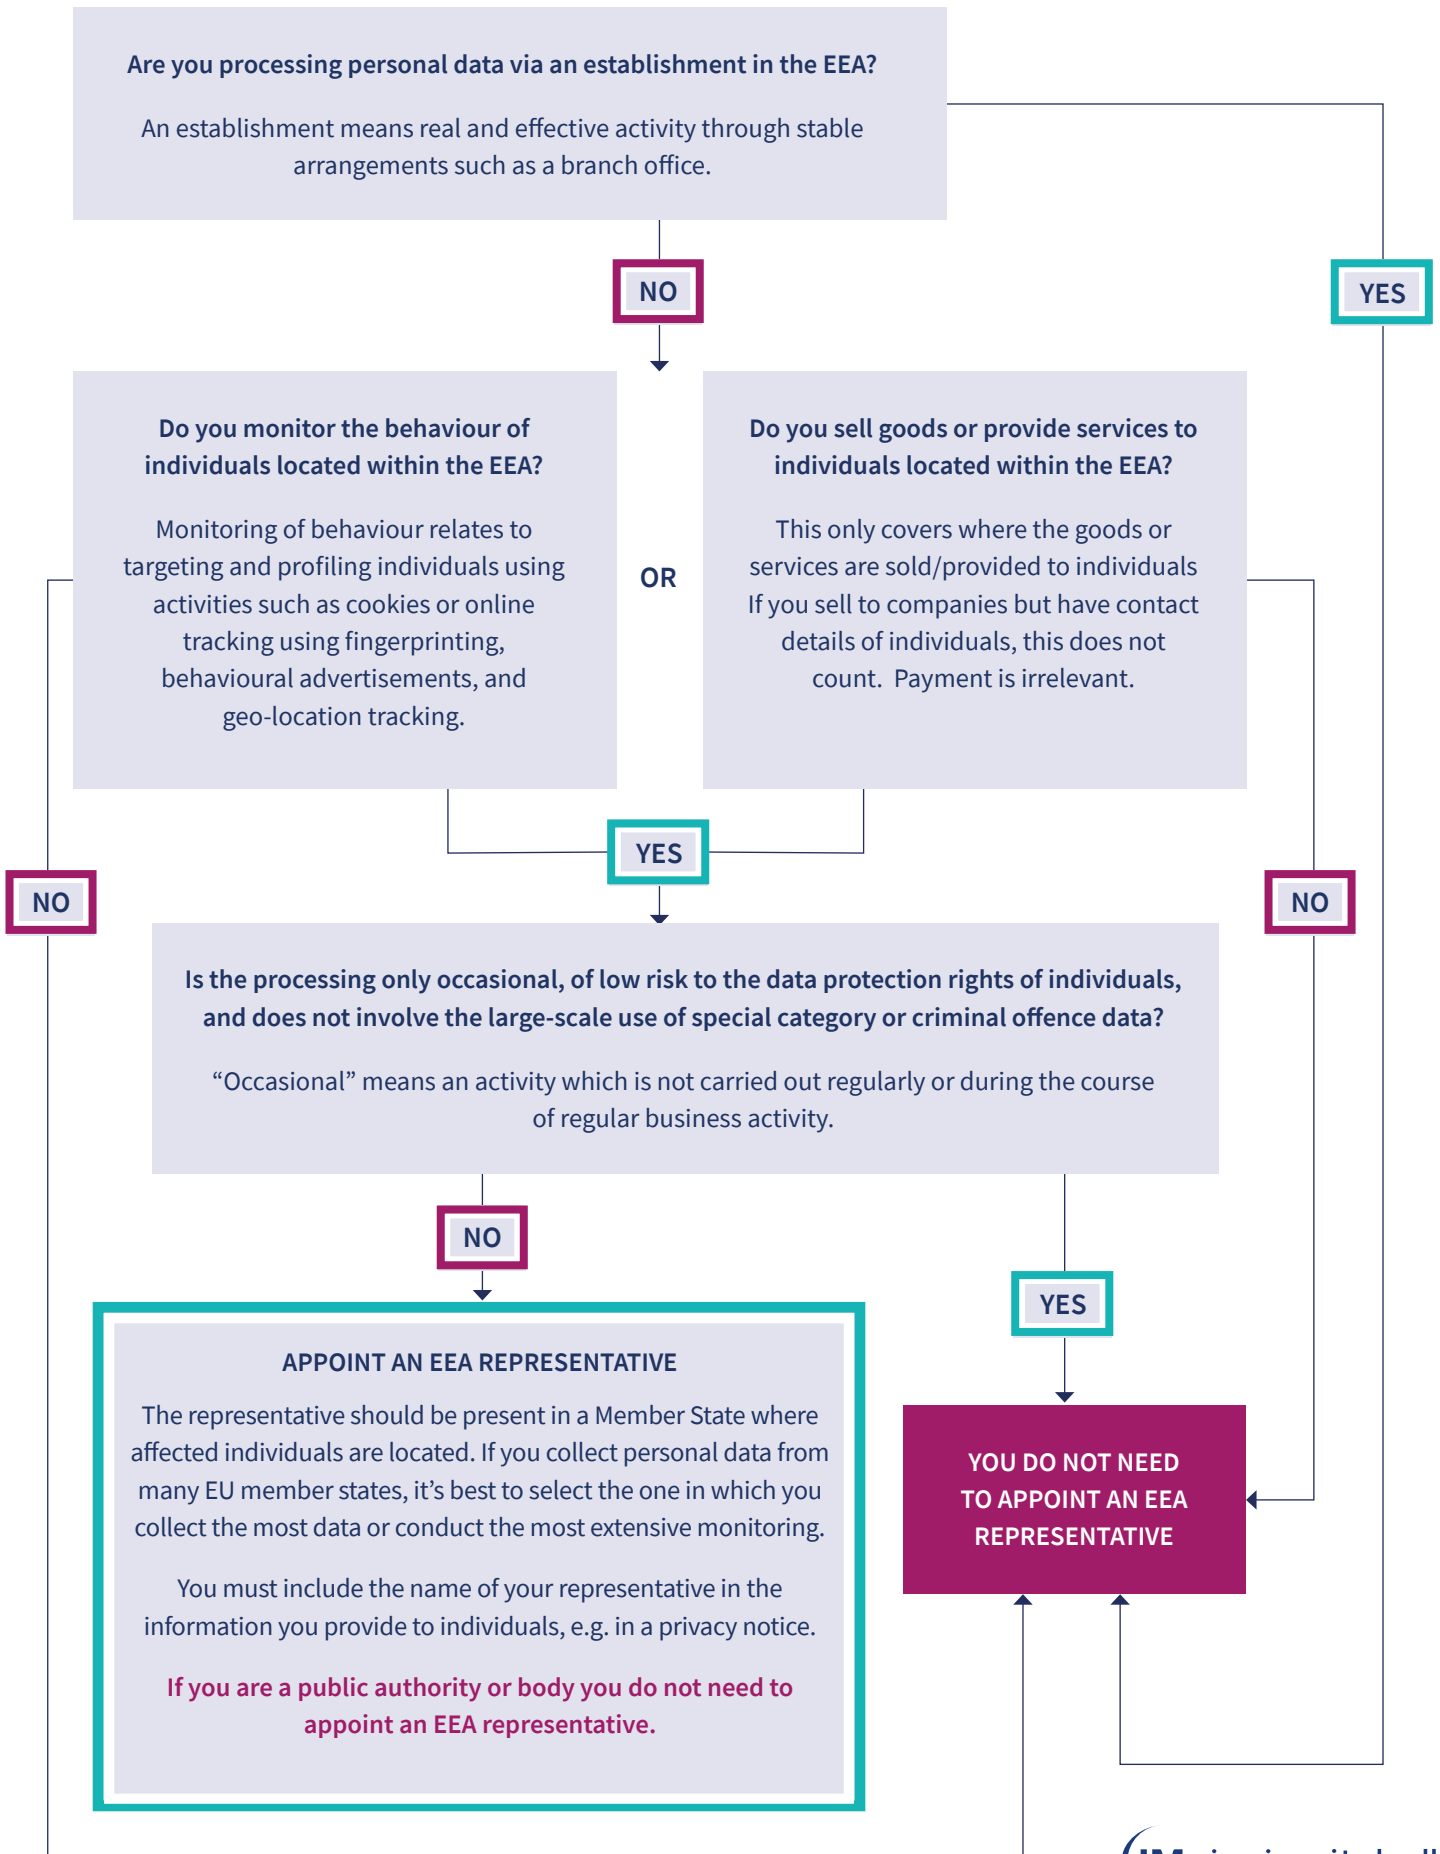 Are you processing personal data via an establishment in the EEA?
An establishment means real and effective activity through stable
arrangements such as a branch office.
NO
YES
Do you monitor the behaviour of
individuals located within the EEA?
Monitoring of behaviour relates to
targeting and profiling individuals using
activities such as cookies or online
tracking using fingerprinting,
behavioural advertisements, and
geo-location tracking.
OR
Do you sell goods or provide services to
individuals located within the EEA?
This only covers where the goods or
services are sold/provided to individuals
If you sell to companies but have contact
details of individuals, this does not
count. Payment is irrelevant.
YES
NO
NO
Is the processing only occasional, of low risk to the data protection rights of individuals,
and does not involve the large-scale use of special category or criminal offence data?
“Occasional” means an activity which is not carried out regularly or during the course
of regular business activity.
NO
YES
APPOINT AN EEA REPRESENTATIVE
The representative should be present in a Member State where
affected individuals are located. If you collect personal data from
many EU member states, it’s best to select the one in which you
collect the most data or conduct the most extensive monitoring.
You must include the name of your representative in the
information you provide to individuals, e.g. in a privacy notice.
If you are a public authority or body you do not need to
appoint an EEA representative.
YOU DO NOT NEED
TO APPOINT AN EEA
REPRESENTATIVE